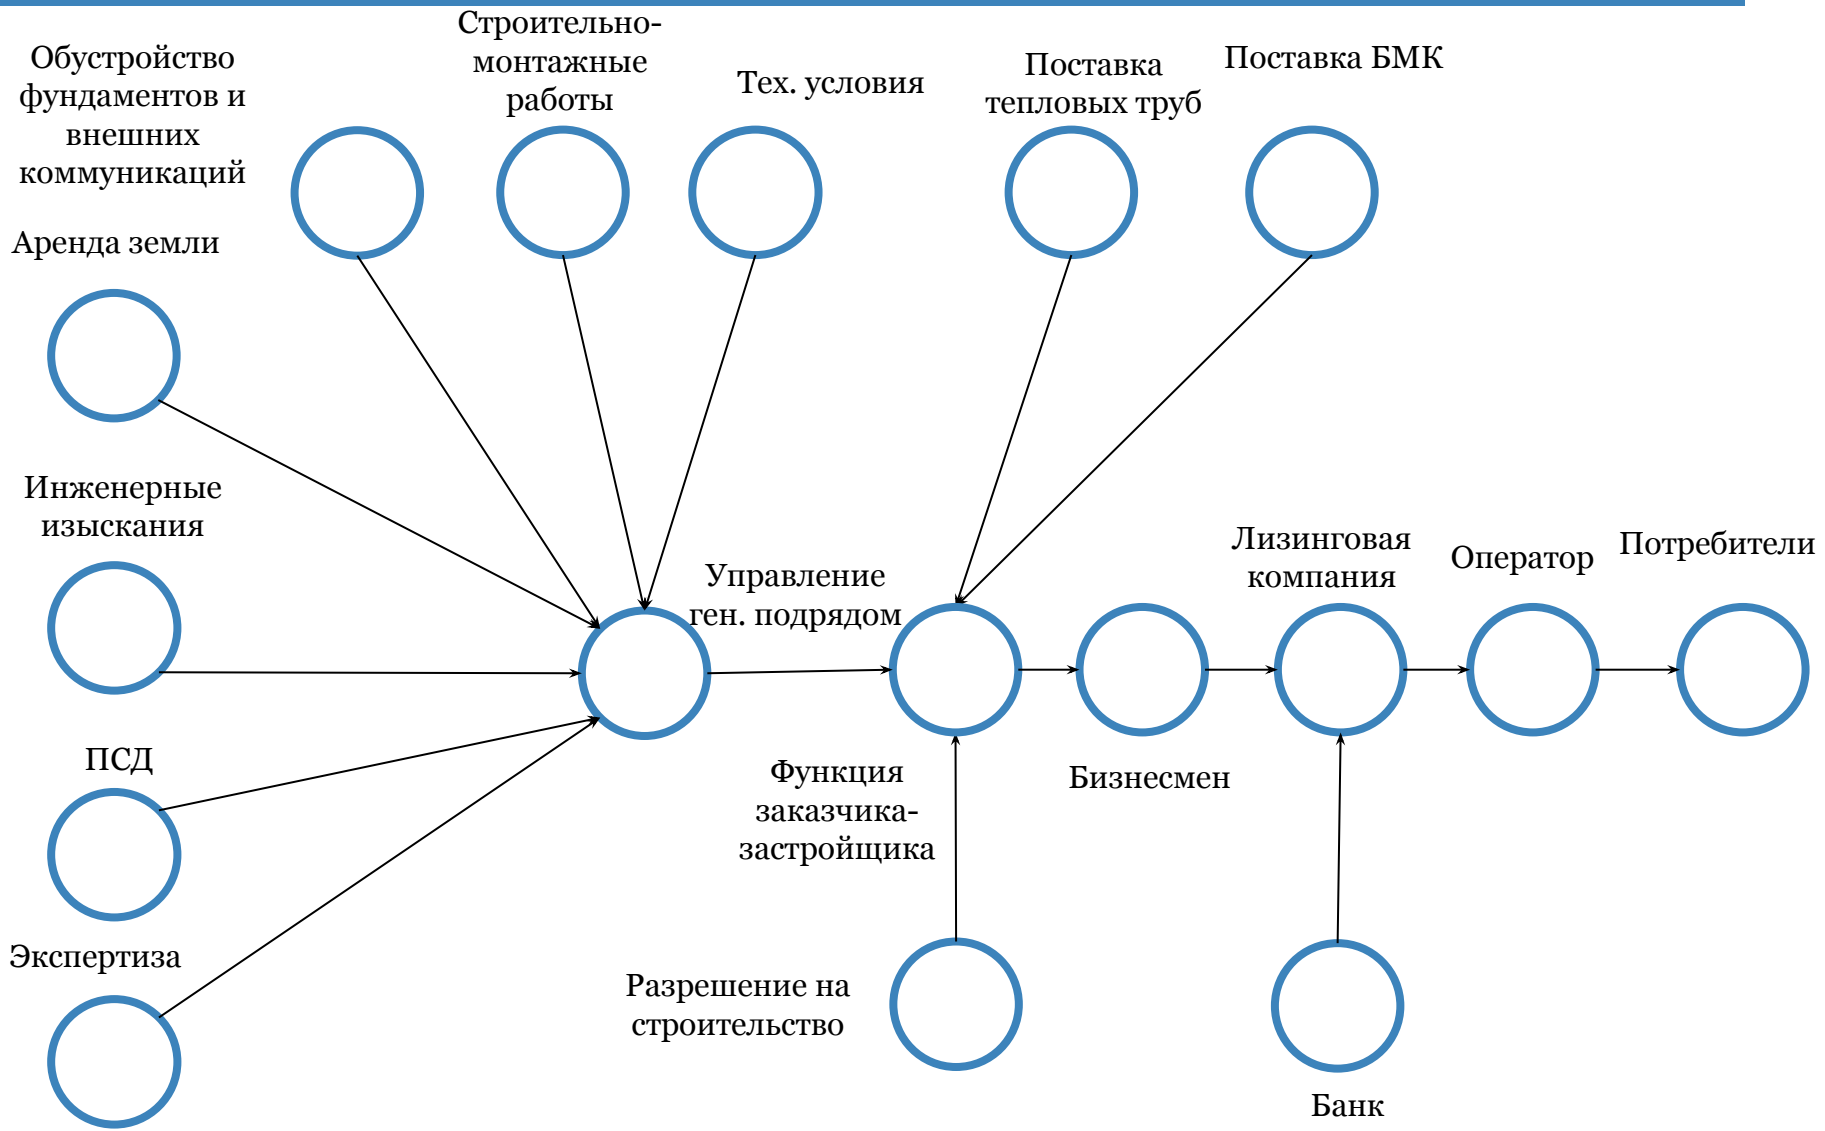 Строительно-
монтажные
работы
Обустройство
фундаментов и
внешних
коммуникаций
Тех. условия
Поставка
тепловых труб
Поставка БМК
Аренда земли
Инженерные
изыскания
Управление
ген. подрядом
Лизинговая
компания
Оператор
Потребители
ПСД
Функция
заказчика-
застройщика
Бизнесмен
Экспертиза
Разрешение на
строительство
Банк